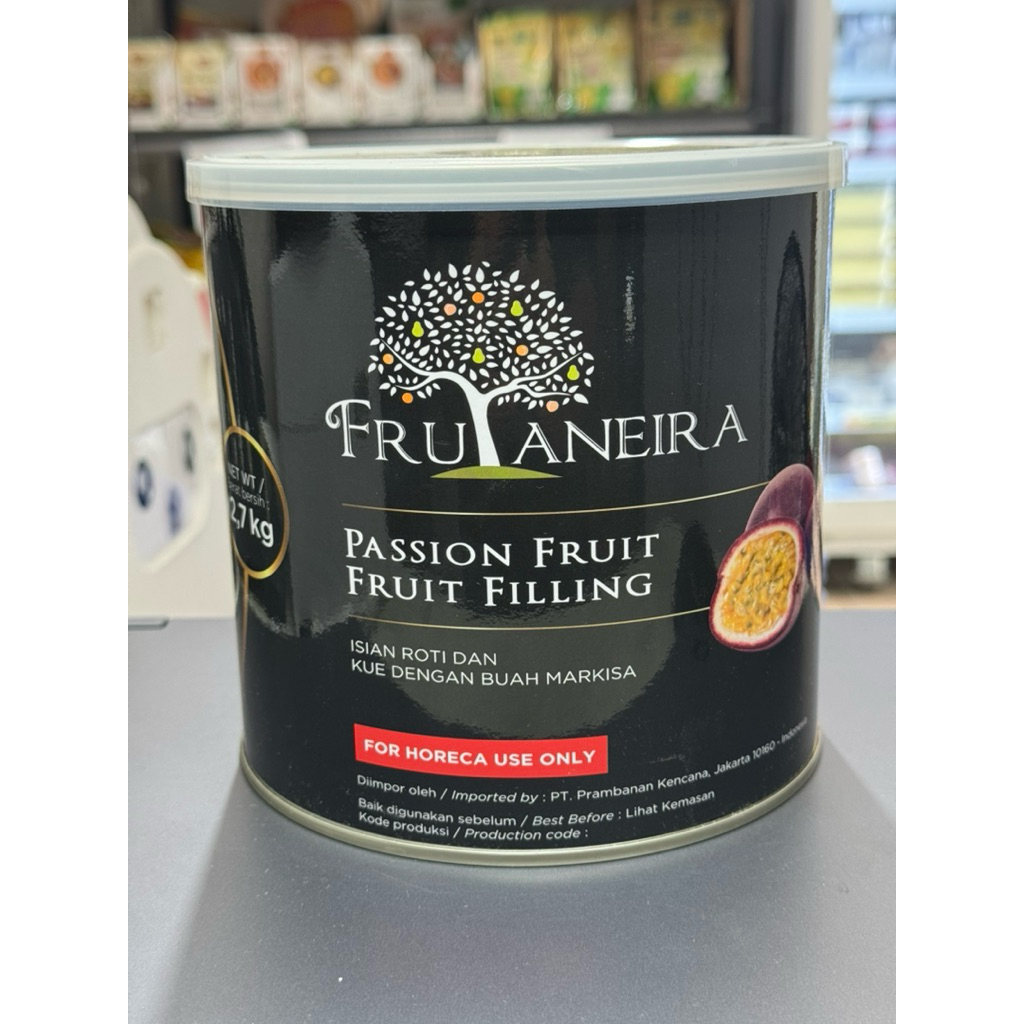 FRUTANEIRA
NET WT /
bersih :
2,7 kg
PASSION FRUIT
FRUIT FILLING
ISIAN ROTI DAN
KUE DENGAN BUAH MARKISA
FOR HORECA USE ONLY
Diimpor oleh / Imported by : PT. Prambanan Kencana, Jakarta 10160 - Indonesia
Baik digunakan sebelum / Best Before : Lihat Kemasan
Kode produksi / Production code :